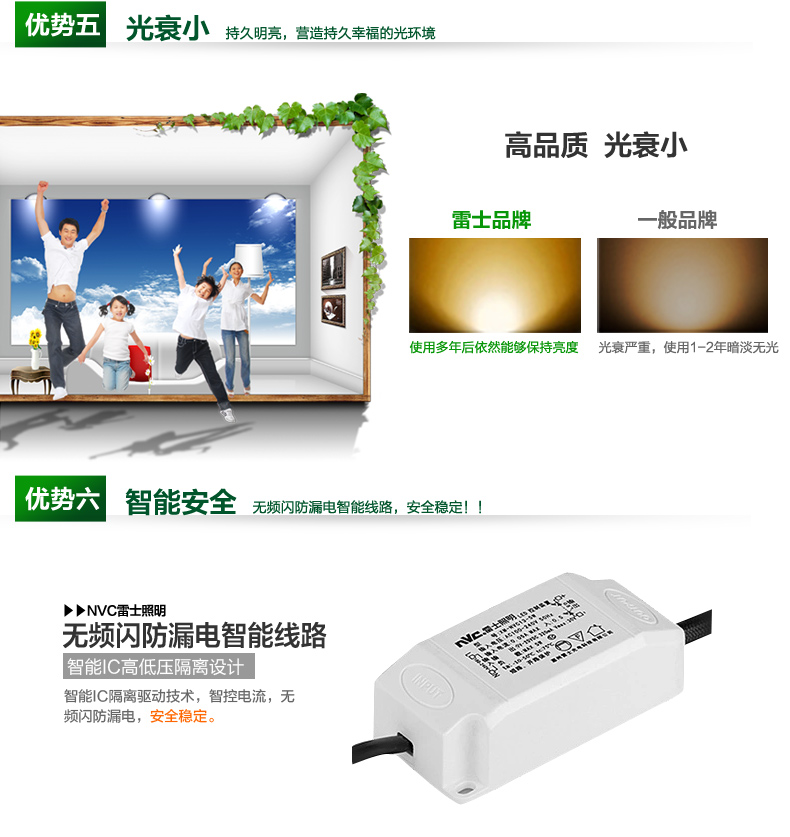 优势五
光衰小
持久明亮，营造持久幸福的光环境
高品质 光衰小
雷士品牌
一般品牌
使用多年后依然能够保持亮度
光衰严重，使用1-2年暗淡无光
优势六
智能安全
无频闪防漏电智能线路，安全稳定！！
▶▶NVC雷士照明
无频闪防漏电智能线路
智能IC高低压隔离设计
智能IC隔离驱动技术，智控电流，无
频闪防漏电，安全稳定。
nVC 雷士照明
INPUT